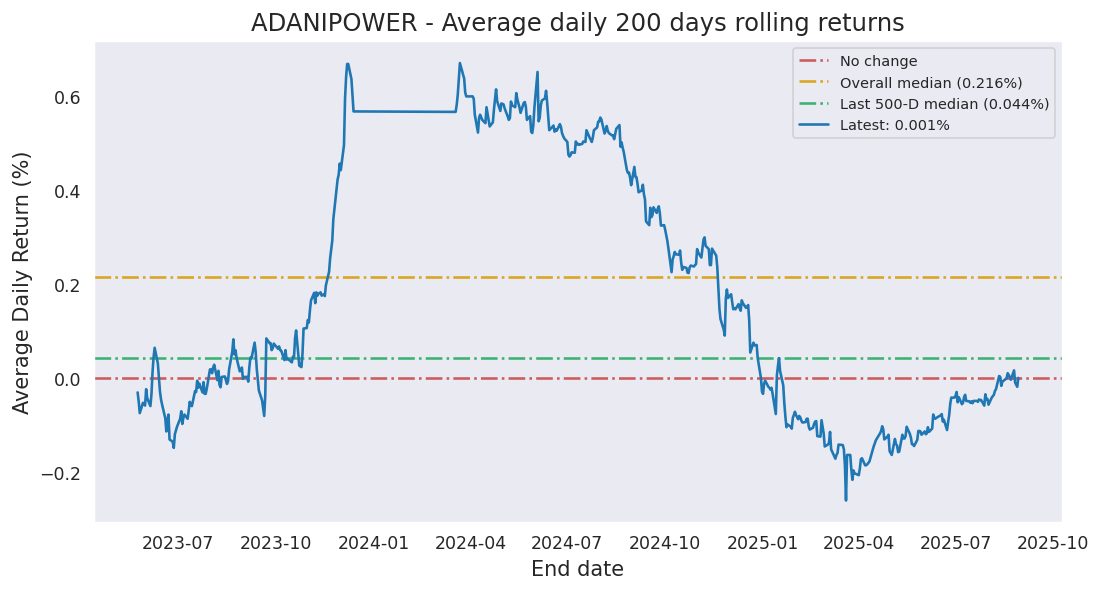 ADANIPOWER - Average daily 200 days rolling returns
No change
Overall median (0.216%)
Last 500-D median (0.044%)
Latest: 0.001%
Average Daily Return (%)
0.6
0.4
0.2
0.0
−0.2
2023-07 2023-10 2024-01 2024-04 2024-07 2024-10 2025-01 2025-04 2025-07 2025-10
End date